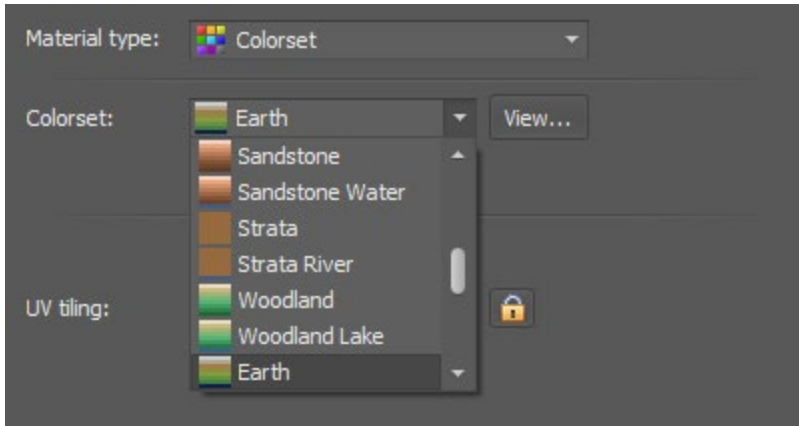 Material type: Colorset
Colorset: Earth View...
Sandstone
Sandstone Water
Strata
Strata River
Woodland
UV tiling:
Woodland Lake
Earth